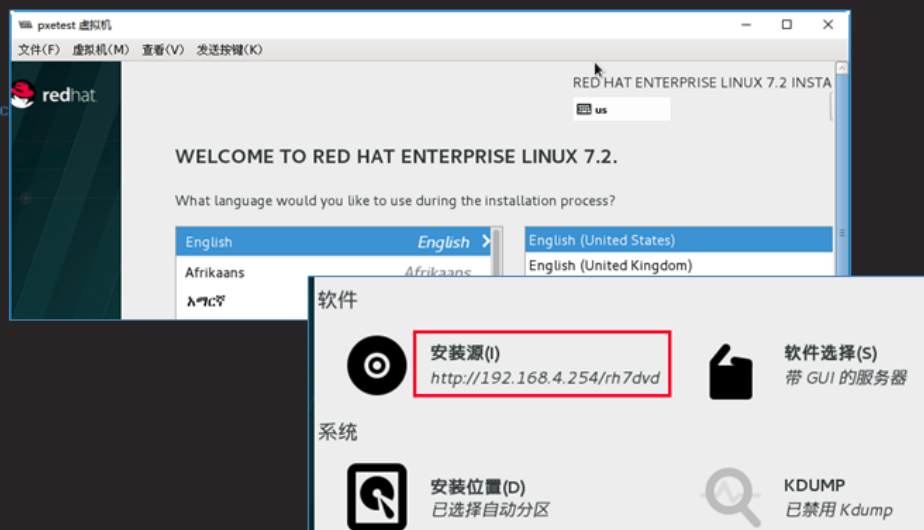 pxetest 虚拟机
文件(F) 虚拟机(M) 查看(V) 发送按键(K)
redhat
RED HAT ENTERPRISE LINUX 7.2 INSTA
us
WELCOME TO RED HAT ENTERPRISE LINUX 7.2.
What language would you like to use during the installation process?
English English
English (United States)
Afrikaans Afrikaans
English (United Kingdom)
አማርኛ
软件
安装源(I)
http://192.168.4.254/rh7dvd
软件选择(S)
带 GUI 的服务器
系统
安装位置(D)
已选择自动分区
KDUMP
已禁用 Kdump